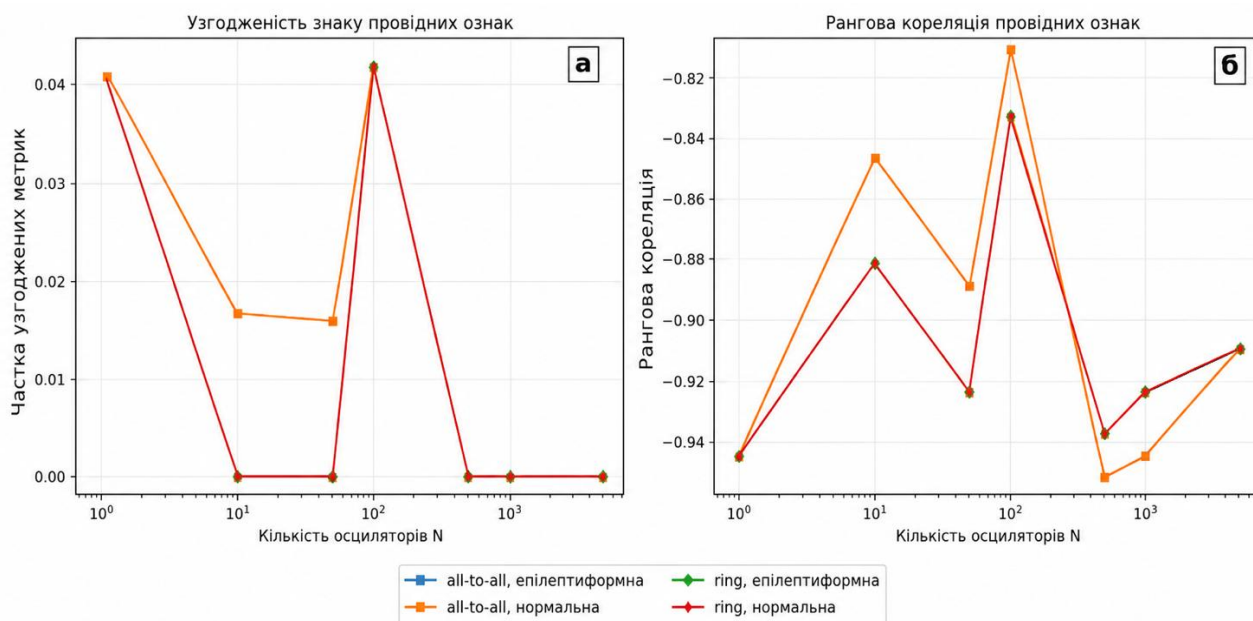 Узгодженість знаку провідних ознак
а
Частка узгоджених метрик
0.04
0.03
0.02
0.01
0.00
10⁰
10¹
10²
10³
Кількість осциляторів N
Рангова кореляція провідних ознак
б
Рангова кореляція
−0.82
−0.84
−0.86
−0.88
−0.90
−0.92
−0.94
10⁰
10¹
10²
10³
Кількість осциляторів N
all-to-all, епілептиформна
all-to-all, нормальна
ring, епілептиформна
ring, нормальна